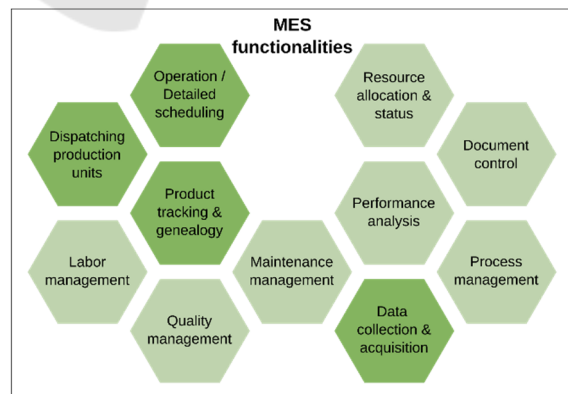 MES
functionalities
Operation /
Detailed
scheduling
Resource
allocation &
status
Dispatching
production
units
Document
control
Product
tracking &
genealogy
Performance
analysis
Labor
management
Maintenance
management
Process
management
Quality
management
Data
collection &
acquisition